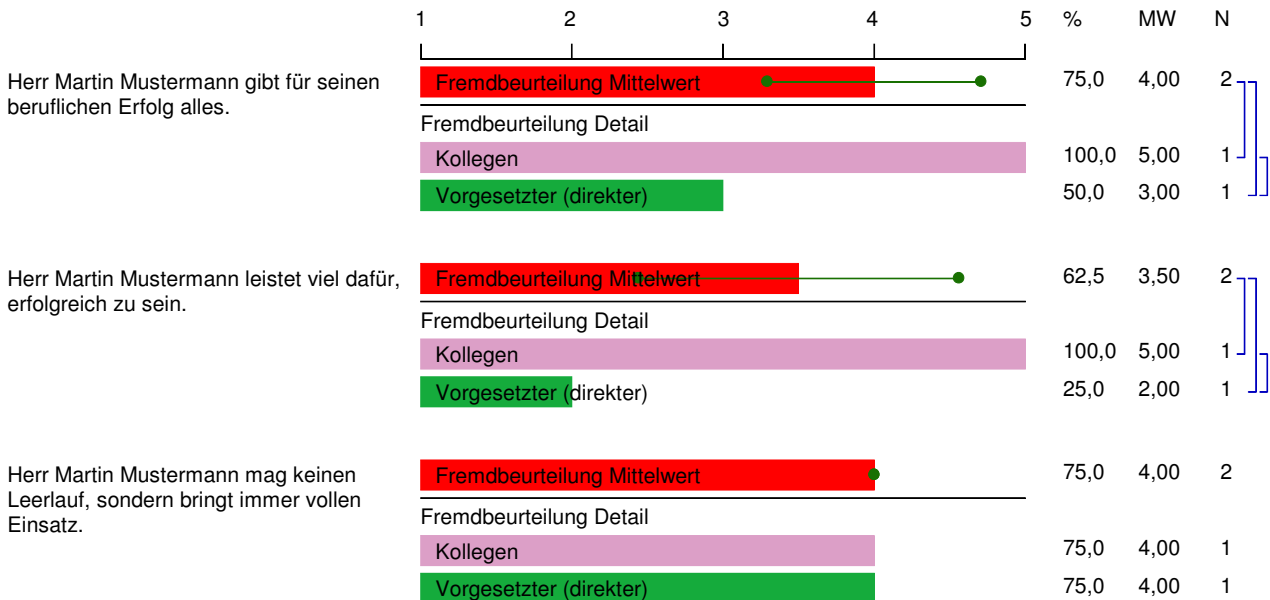 1 2 3 4 5 % MW N
Herr Martin Mustermann gibt für seinen
beruflichen Erfolg alles.
Fremdbeurteilung Mittelwert 75,0 4,00 2
Fremdbeurteilung Detail
Kollegen 100,0 5,00 1
Vorgesetzter (direkter) 50,0 3,00 1
Herr Martin Mustermann leistet viel dafür,
erfolgreich zu sein.
Fremdbeurteilung Mittelwert 62,5 3,50 2
Fremdbeurteilung Detail
Kollegen 100,0 5,00 1
Vorgesetzter (direkter) 25,0 2,00 1
Herr Martin Mustermann mag keinen
Leerlauf, sondern bringt immer vollen
Einsatz.
Fremdbeurteilung Mittelwert 75,0 4,00 2
Fremdbeurteilung Detail
Kollegen 75,0 4,00 1
Vorgesetzter (direkter) 75,0 4,00 1